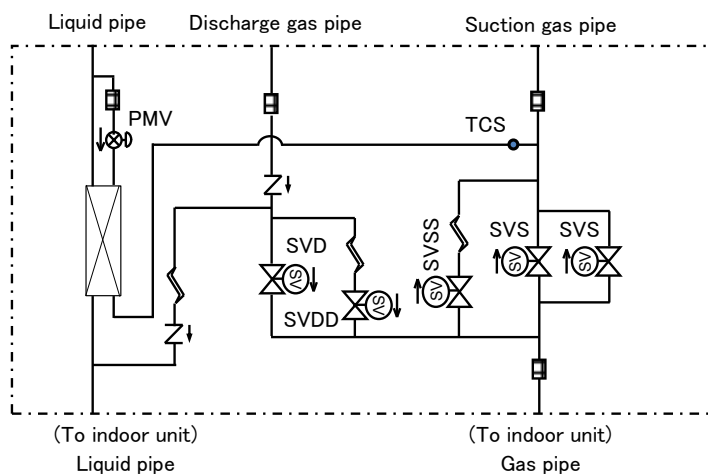 Liquid pipe
Discharge gas pipe
Suction gas pipe
PMV
TCS
SVD
SV
SVDD
SV
SVSS
SV
SVS
SV
SVS
SV
(To indoor unit)
Liquid pipe
(To indoor unit)
Gas pipe